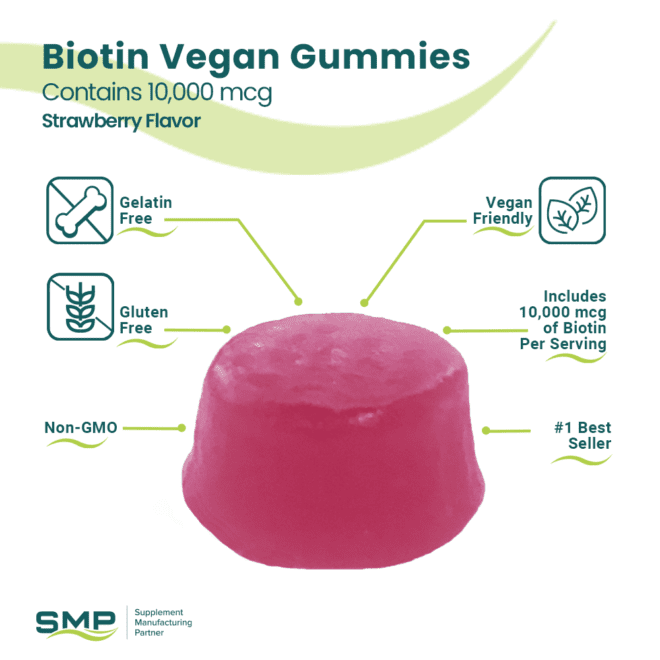 Biotin Vegan Gummies
Contains 10,000 mcg
Strawberry Flavor
Gelatin
Free
Vegan
Friendly
Gluten
Free
Includes
10,000 mcg
of Biotin
Per Serving
Non-GMO
#1 Best
Seller
SMP
Supplement
Manufacturing
Partner